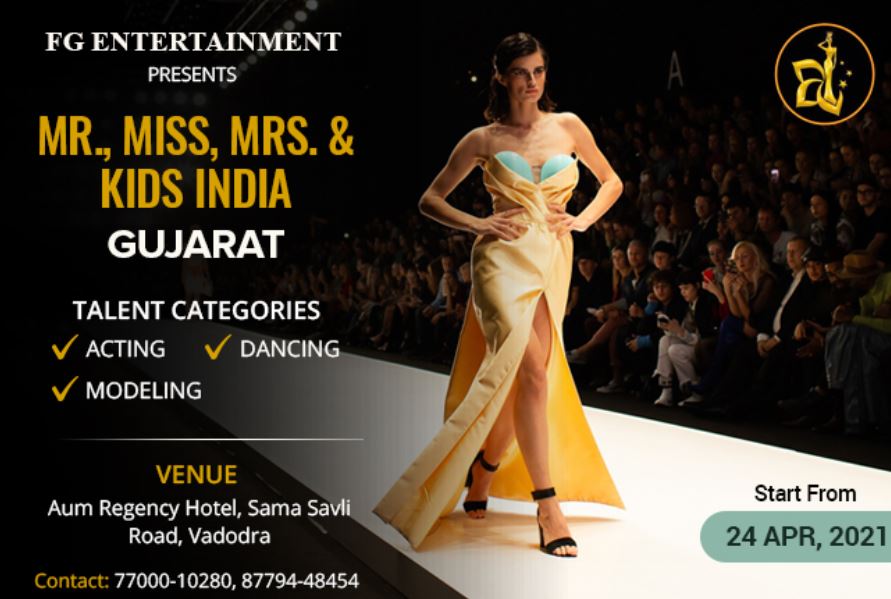 FG ENTERTAINMENT
PRESENTS
MR., MISS, MRS. &
KIDS INDIA
GUJARAT
TALENT CATEGORIES
✓ ACTING ✓ DANCING
✓ MODELING
VENUE
Aum Regency Hotel, Sama Savli
Road, Vadodra
Contact: 77000-10280, 87794-48454
A
Start From
24 APR, 2021